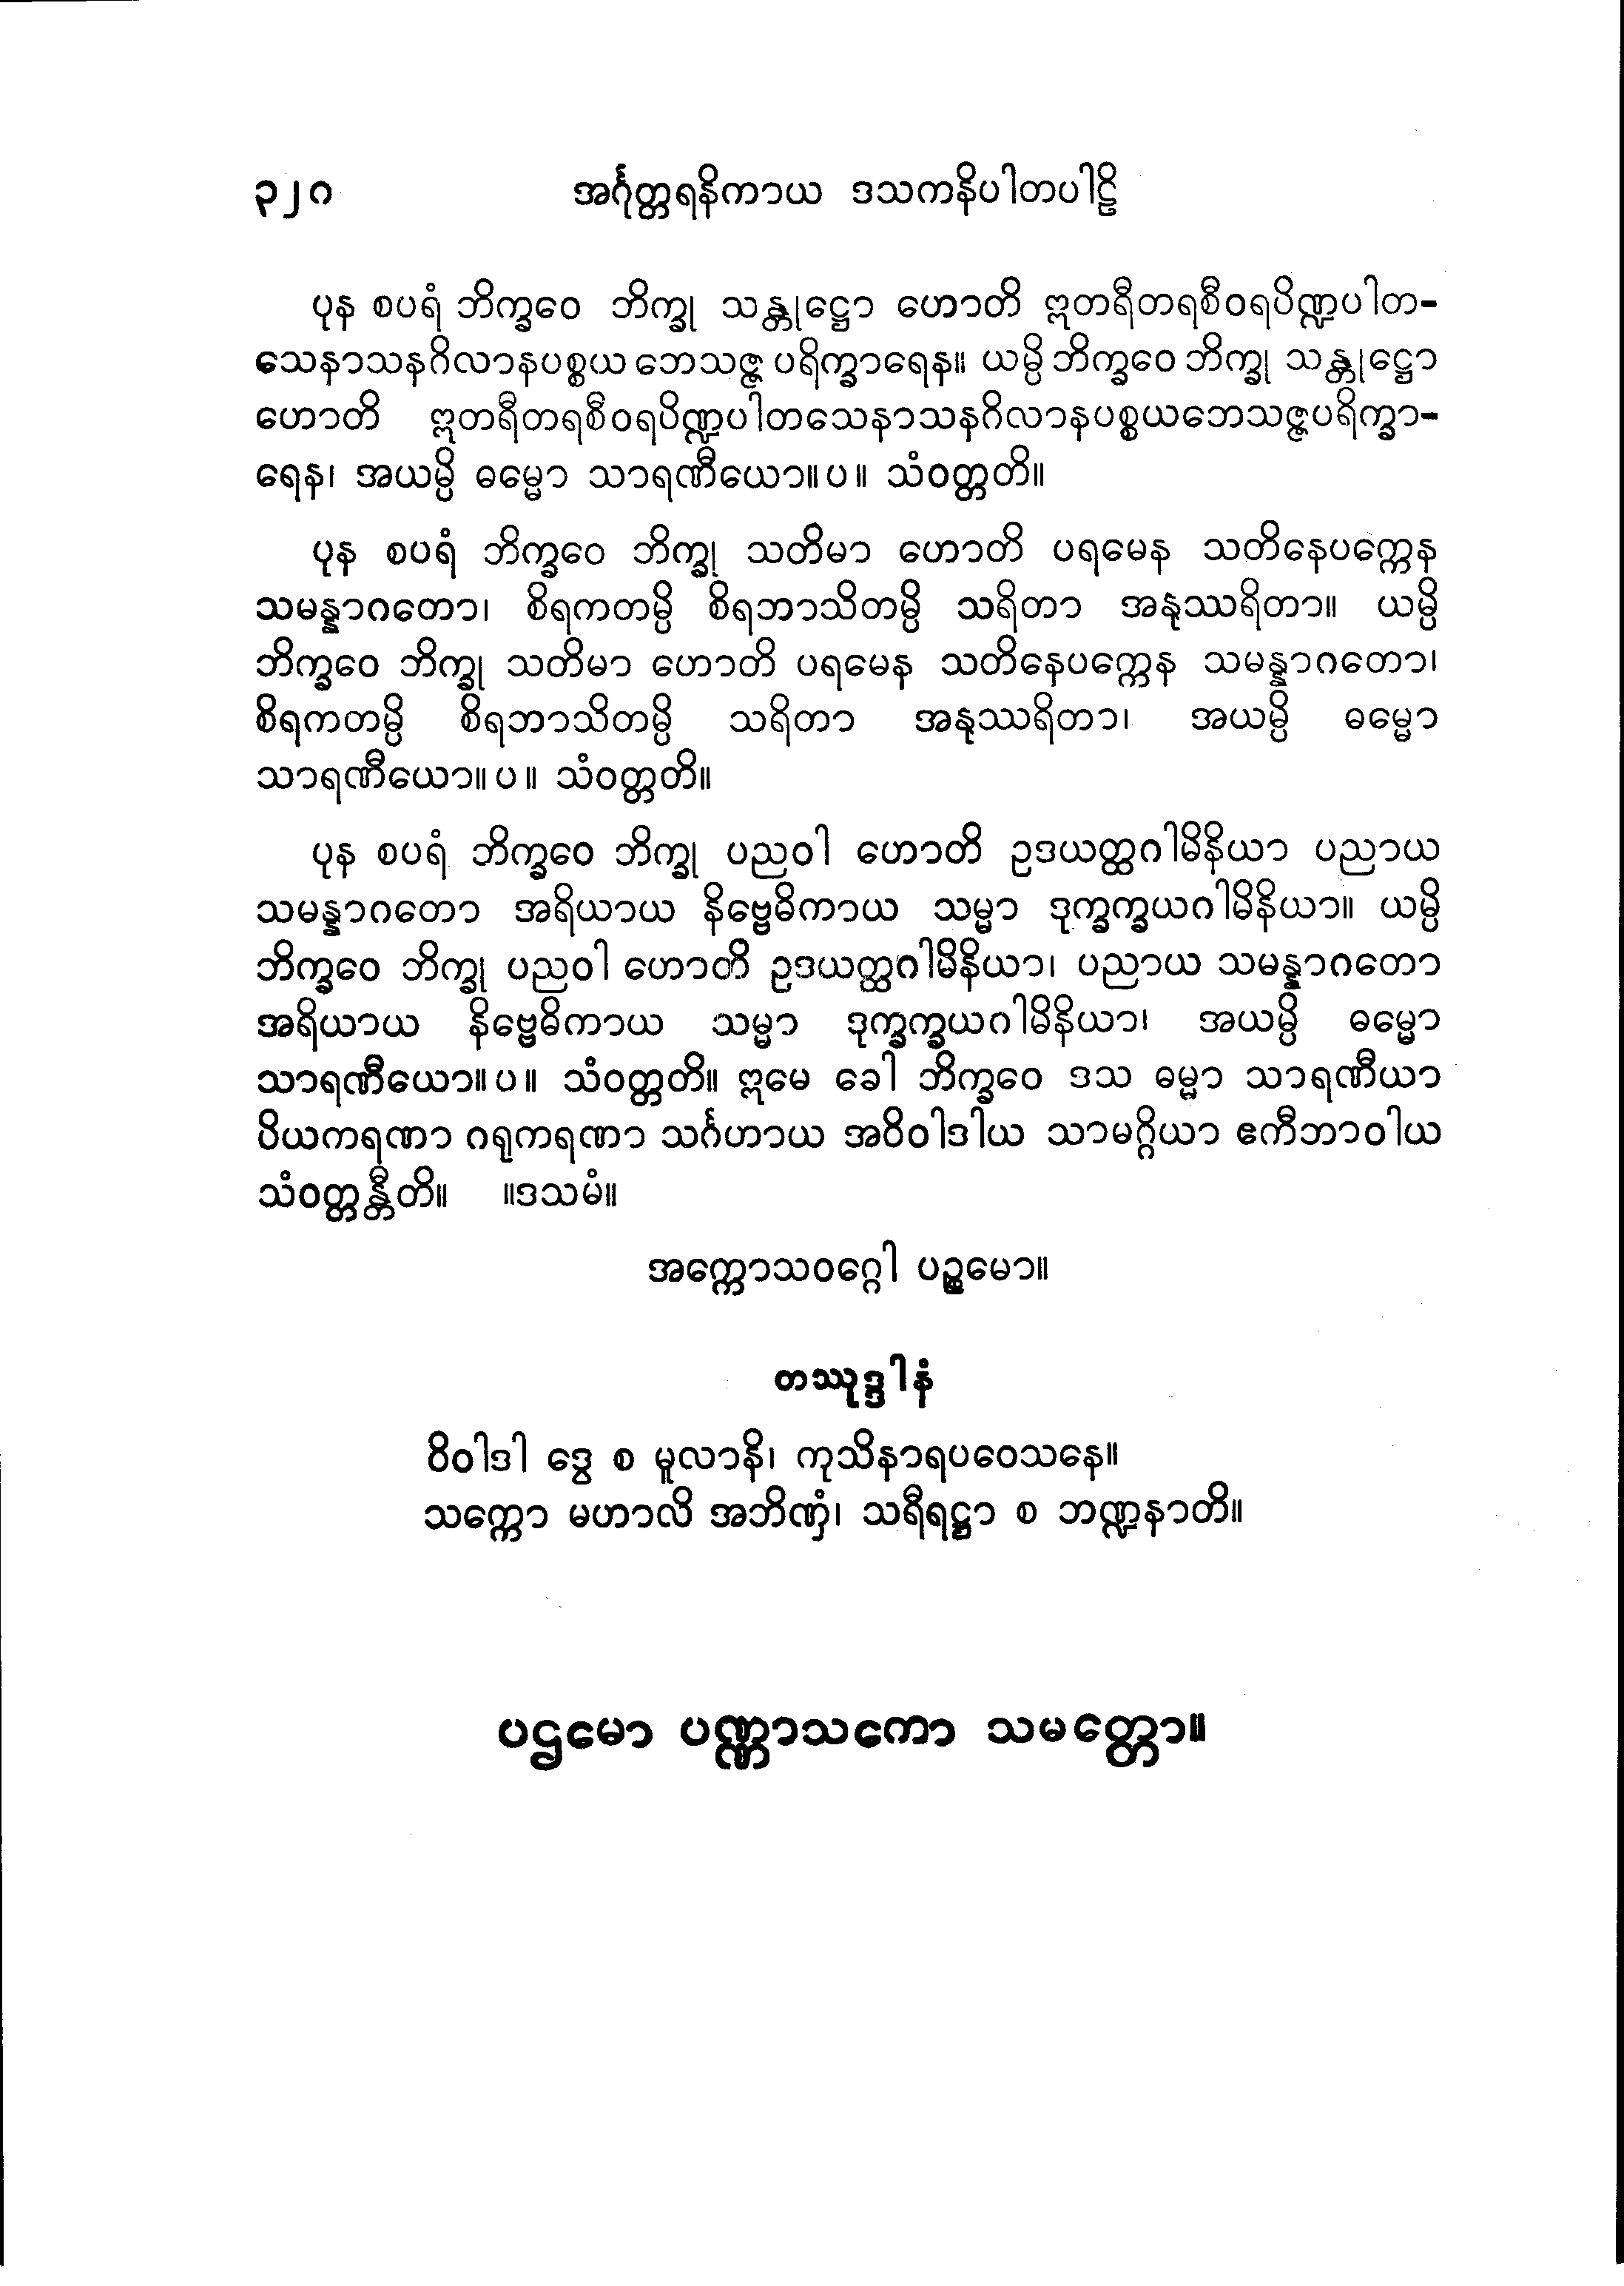 ၃၂၀ အင်္ဂုတ္တရနိကာယ ဒသကနိပါတပါဠိ
ပုန စပရံ ဘိက္ခဝေ ဘိက္ခု သန္တုဋ္ဌော ဟောတိ ဣတရီတရစီဝရပိဏ္ဍပါတ-
သေနာသနဂိလာနပစ္စယ ဘေသဇ္ဇ ပရိက္ခာရေန။ ယမ္ပိ ဘိက္ခဝေ ဘိက္ခု သန္တုဋ္ဌော
ဟောတိ ဣတရီတရစီဝရပိဏ္ဍပါတသေနာသနဂိလာနပစ္စယဘေသဇ္ဇပရိက္ခာ-
ရေန၊ အယမ္ပိ ဓမ္မော သာရဏီယော။ပ။ သံဝတ္တတိ။
ပုန စပရံ ဘိက္ခဝေ ဘိက္ခု သတိမာ ဟောတိ ပရမေန သတိနေပက္ကေန
သမန္နာဂတော၊ စိရကတမ္ပိ စိရဘာသိတမ္ပိ သရိတာ အနုဿရိတာ။ ယမ္ပိ
ဘိက္ခဝေ ဘိက္ခု သတိမာ ဟောတိ ပရမေန သတိနေပက္ကေန သမန္နာဂတော၊
စိရကတမ္ပိ စိရဘာသိတမ္ပိ သရိတာ အနုဿရိတာ၊ အယမ္ပိ ဓမ္မော
သာရဏီယော။ပ။ သံဝတ္တတိ။
ပုန စပရံ ဘိက္ခဝေ ဘိက္ခု ပညဝါ ဟောတိ ဥဒယတ္ထဂါမိနိယာ ပညာယ
သမန္နာဂတော အရိယာယ နိဗ္ဗေဓိကာယ သမ္မာ ဒုက္ခက္ခယဂါမိနိယာ။ ယမ္ပိ
ဘိက္ခဝေ ဘိက္ခု ပညဝါ ဟောတိ ဥဒယတ္ထဂါမိနိယာ၊ ပညာယ သမန္နာဂတော
အရိယာယ နိဗ္ဗေဓိကာယ သမ္မာ ဒုက္ခက္ခယဂါမိနိယာ၊ အယမ္ပိ ဓမ္မော
သာရဏီယော။ပ။ သံဝတ္တတိ။ ဣမေ ခေါ ဘိက္ခဝေ ဒသ ဓမ္မာ သာရဏီယာ
ပိယကရဏာ ဂရုကရဏာ သင်္ဂဟာယ အဝိဝါဒါယ သာမဂ္ဂိယာ ဧကီဘာဝါယ
သံဝတ္တန္တီတိ။ ။ဒသမံ။
အက္ကောသဝဂ္ဂေါ ပဉ္စမော။
တဿုဒ္ဒါနံ
ဝိဝါဒါ ဒွေ စ မူလာနိ၊ ကုသိနာရပဝေသနေ။
သက္ကော မဟာလိ အဘိဏှံ၊ သရီရဋ္ဌာ စ ဘဏ္ဍနာတိ။
ပဌမော ပဏ္ဏာသကော သမတ္တော။